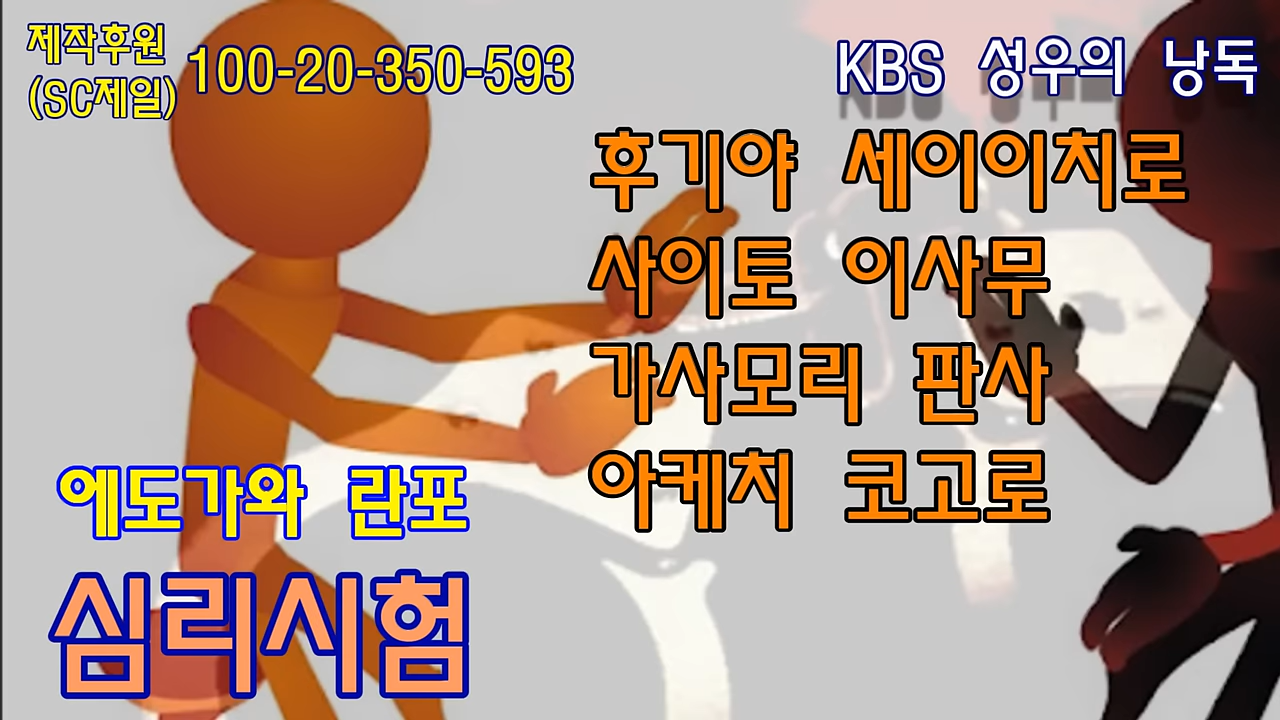 제작후원
(SC제일) 100-20-350-593
KBS 성우의 낭독
후기야 세이이치로
사이토 이사무
가사모리 판사
아케치 코고로
에도가와 란포
심리시험